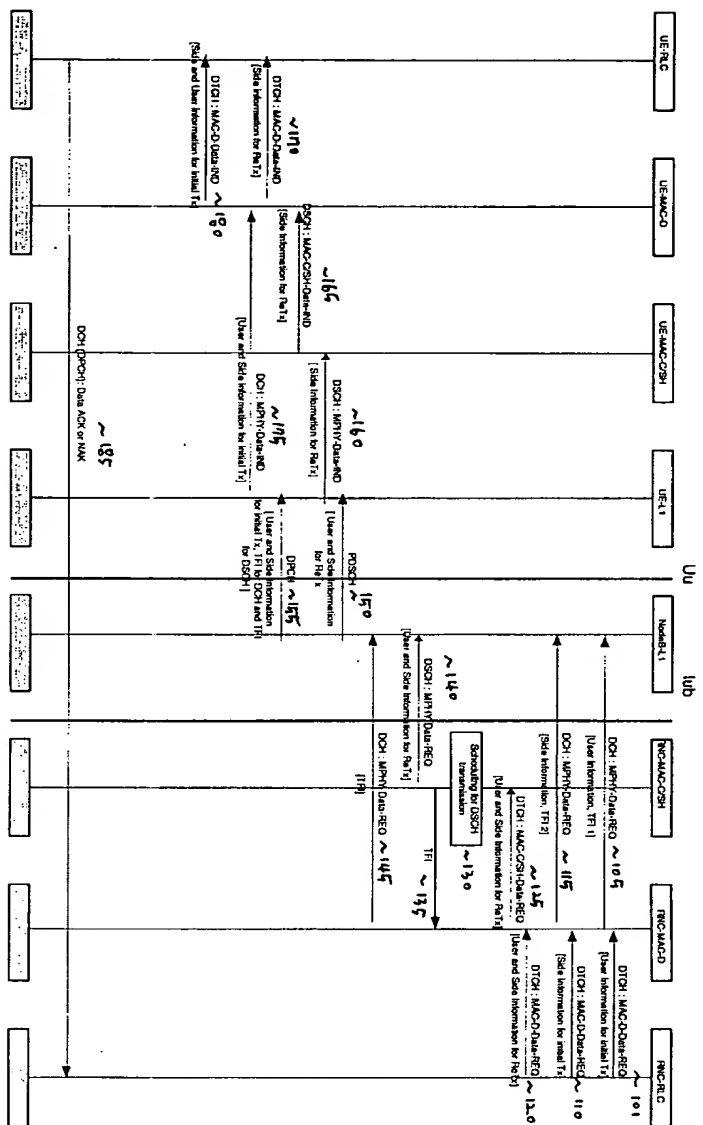 UE-RLC
UE-MAC-D
UE-MAC-C/SH
UE-L1
Uu
NodeB-L1
Iub
RNC-MAC-C/SH
RNC-MAC-D
RNC-RLC
DTCH : MAC-D-Data-REQ
[User Information for initial Tx]
~ 101
DCH : MPHY-Data-REQ
[User Information, TFI 1]
~ 105
DTCH : MAC-D-Data-REQ
[Side Information for initial Tx]
~ 110
DCH : MPHY-Data-REQ
[Side Information, TFI 2]
~ 115
DTCH : MAC-D-Data-REQ
[User and Side Information for ReTx]
~ 120
DTCH : MAC-C/SH-Data-REQ
[User and Side Information for ReTx]
~ 125
Scheduling for DSCH
transmission
~ 130
TFI
~ 135
DSCH : MPHY-Data-REQ
[User and Side Information for ReTx]
~ 140
DCH : MPHY-Data-REQ
[TFI]
~ 145
PDSCH
~ 150
[User and Side Information
for ReTx]
DPCH
~ 155
[User and Side Information
for initial Tx, TFI for DCH and TFI
for DSCH]
DSCH : MPHY-Data-IND
[Side Information for ReTx]
~ 160
DSCH : MAC-C/SH-Data-IND
[Side Information for ReTx]
~ 165
DTCH : MAC-D-Data-IND
[Side Information for ReTx]
~ 170
DCH : MPHY-Data-IND
[User and Side Information for initial Tx]
~ 175
DTCH : MAC-D-Data-IND
[Side and User Information for initial Tx]
~ 180
DCH (DPCH): Data ACK or NAK
~ 185